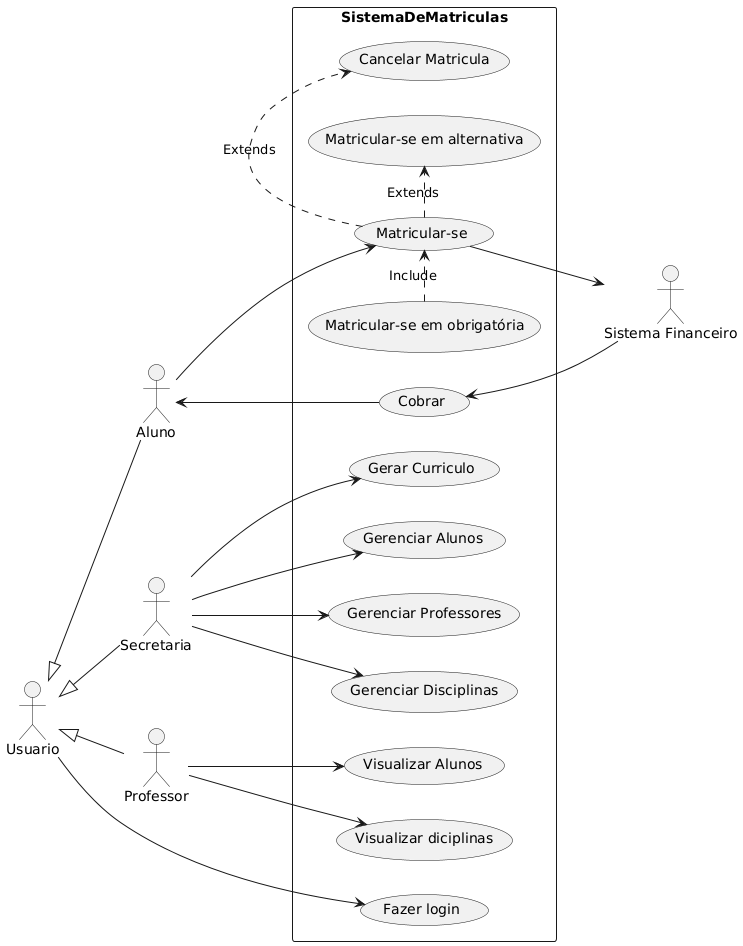 SistemaDeMatriculas
Cancelar Matricula
Matricular-se em alternativa
Extends
Extends
Matricular-se
Include
Matricular-se em obrigatória
Sistema Financeiro
Cobrar
Aluno
Gerar Curriculo
Gerenciar Alunos
Gerenciar Professores
Secretaria
Gerenciar Disciplinas
Usuario
Visualizar Alunos
Professor
Visualizar diciplinas
Fazer login